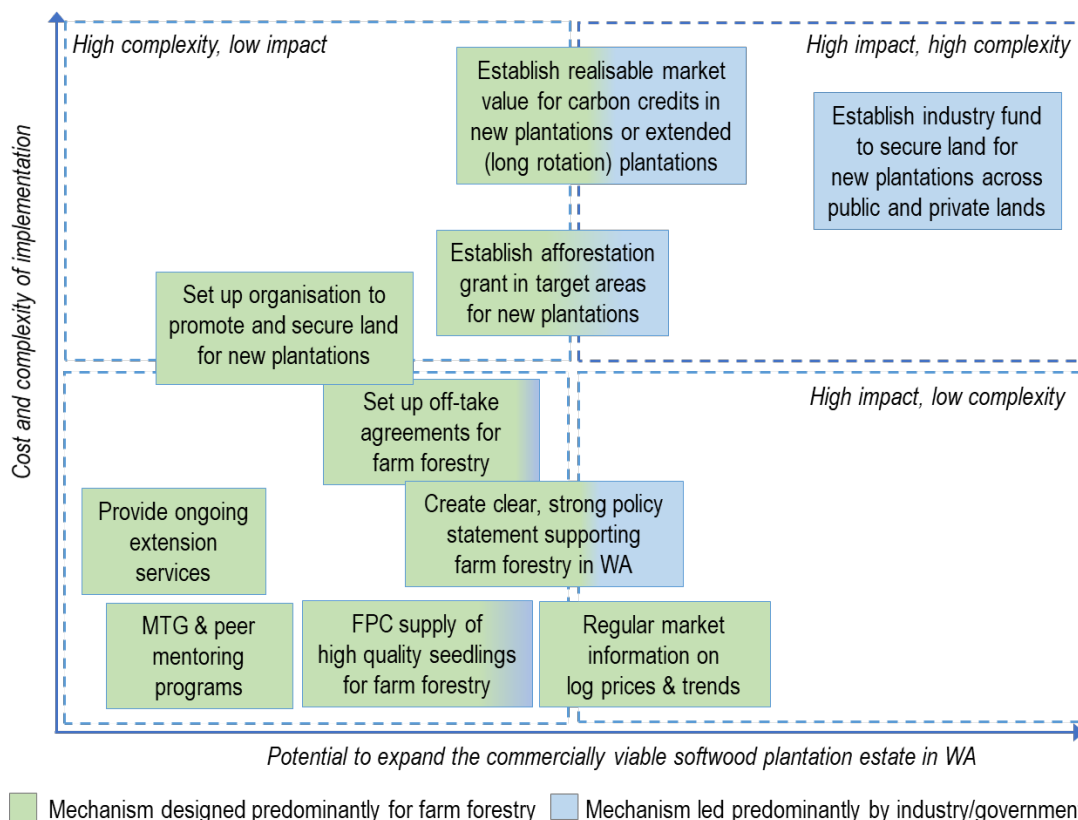 High complexity, low impact
High impact, high complexity
Establish realisable market
value for carbon credits in
new plantations or extended
(long rotation) plantations
Establish industry fund
to secure land for
new plantations across
public and private lands
Establish afforestation
grant in target areas
for new plantations
Set up organisation to
promote and secure land
for new plantations
Cost and complexity of implementation
High impact, low complexity
Set up off-take
agreements for
farm forestry
Create clear, strong policy
statement supporting
farm forestry in WA
Provide ongoing
extension
services
MTG & peer
mentoring
programs
FPC supply of
high quality seedlings
for farm forestry
Regular market
information on
log prices & trends
Potential to expand the commercially viable softwood plantation estate in WA
Mechanism designed predominantly for farm forestry
Mechanism led predominantly by industry/governmen